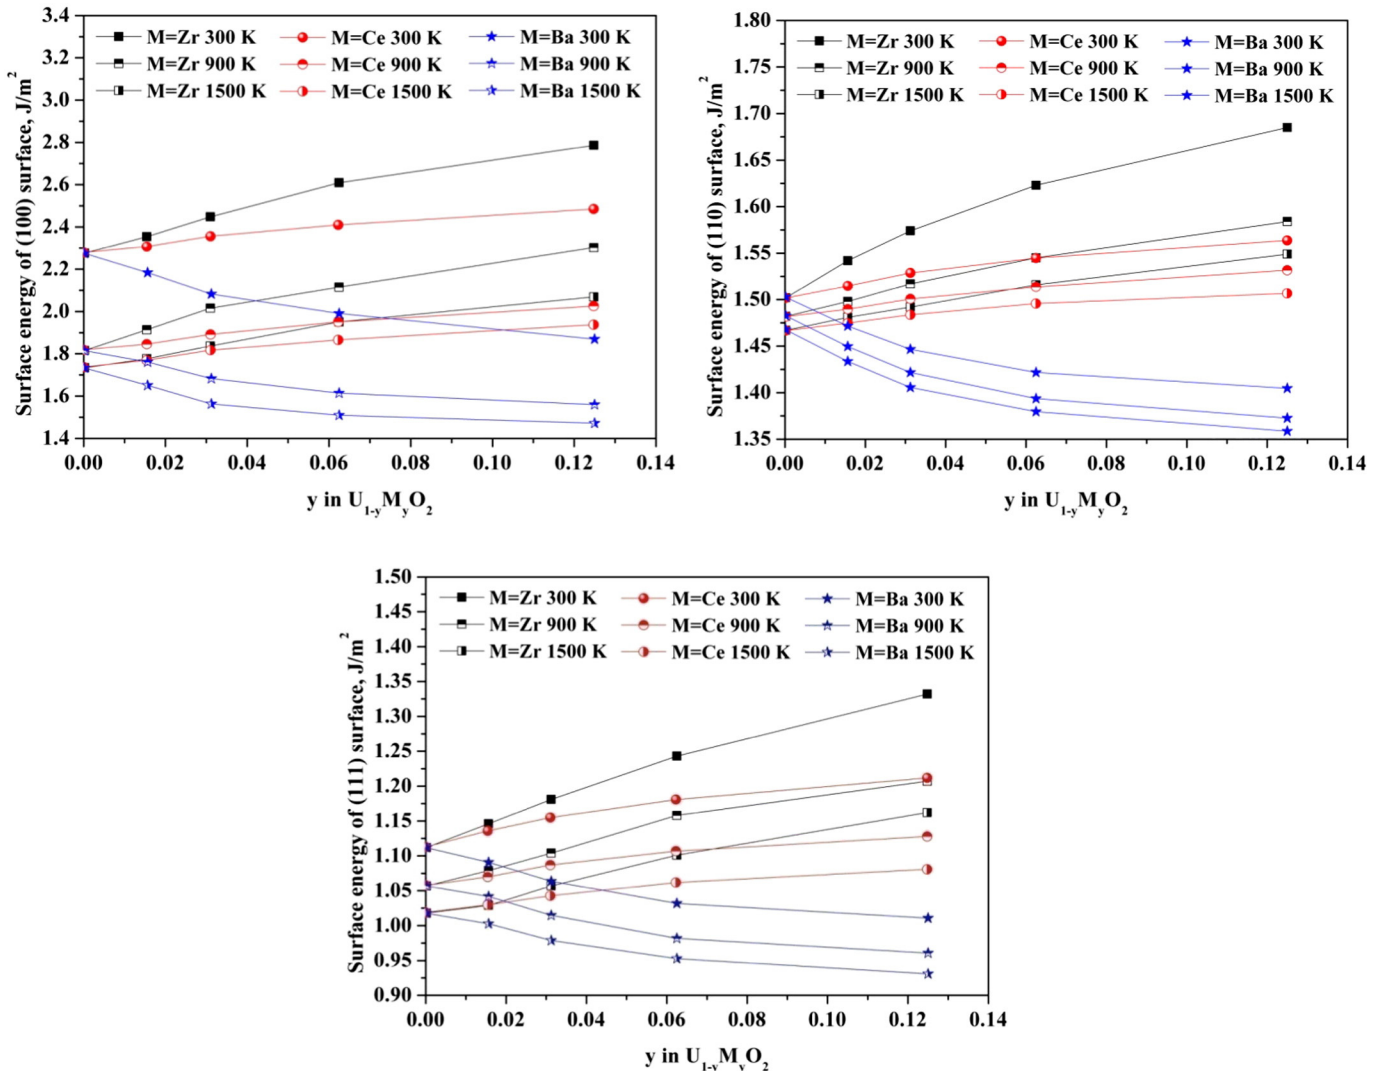 Surface energy of (100) surface, J/m²
3.4
3.2
3.0
2.8
2.6
2.4
2.2
2.0
1.8
1.6
1.4
M=Zr 300 K M=Ce 300 K M=Ba 300 K
M=Zr 900 K M=Ce 900 K M=Ba 900 K
M=Zr 1500 K M=Ce 1500 K M=Ba 1500 K
0.00 0.02 0.04 0.06 0.08 0.10 0.12 0.14
y in U₁₋yMyO₂
Surface energy of (110) surface, J/m²
1.80
1.75
1.70
1.65
1.60
1.55
1.50
1.45
1.40
1.35
M=Zr 300 K M=Ce 300 K M=Ba 300 K
M=Zr 900 K M=Ce 900 K M=Ba 900 K
M=Zr 1500 K M=Ce 1500 K M=Ba 1500 K
0.00 0.02 0.04 0.06 0.08 0.10 0.12 0.14
y in U₁₋yMyO₂
Surface energy of (111) surface, J/m²
1.50
1.45
1.40
1.35
1.30
1.25
1.20
1.15
1.10
1.05
1.00
0.95
0.90
M=Zr 300 K M=Ce 300 K M=Ba 300 K
M=Zr 900 K M=Ce 900 K M=Ba 900 K
M=Zr 1500 K M=Ce 1500 K M=Ba 1500 K
0.00 0.02 0.04 0.06 0.08 0.10 0.12 0.14
y in U₁₋yMyO₂